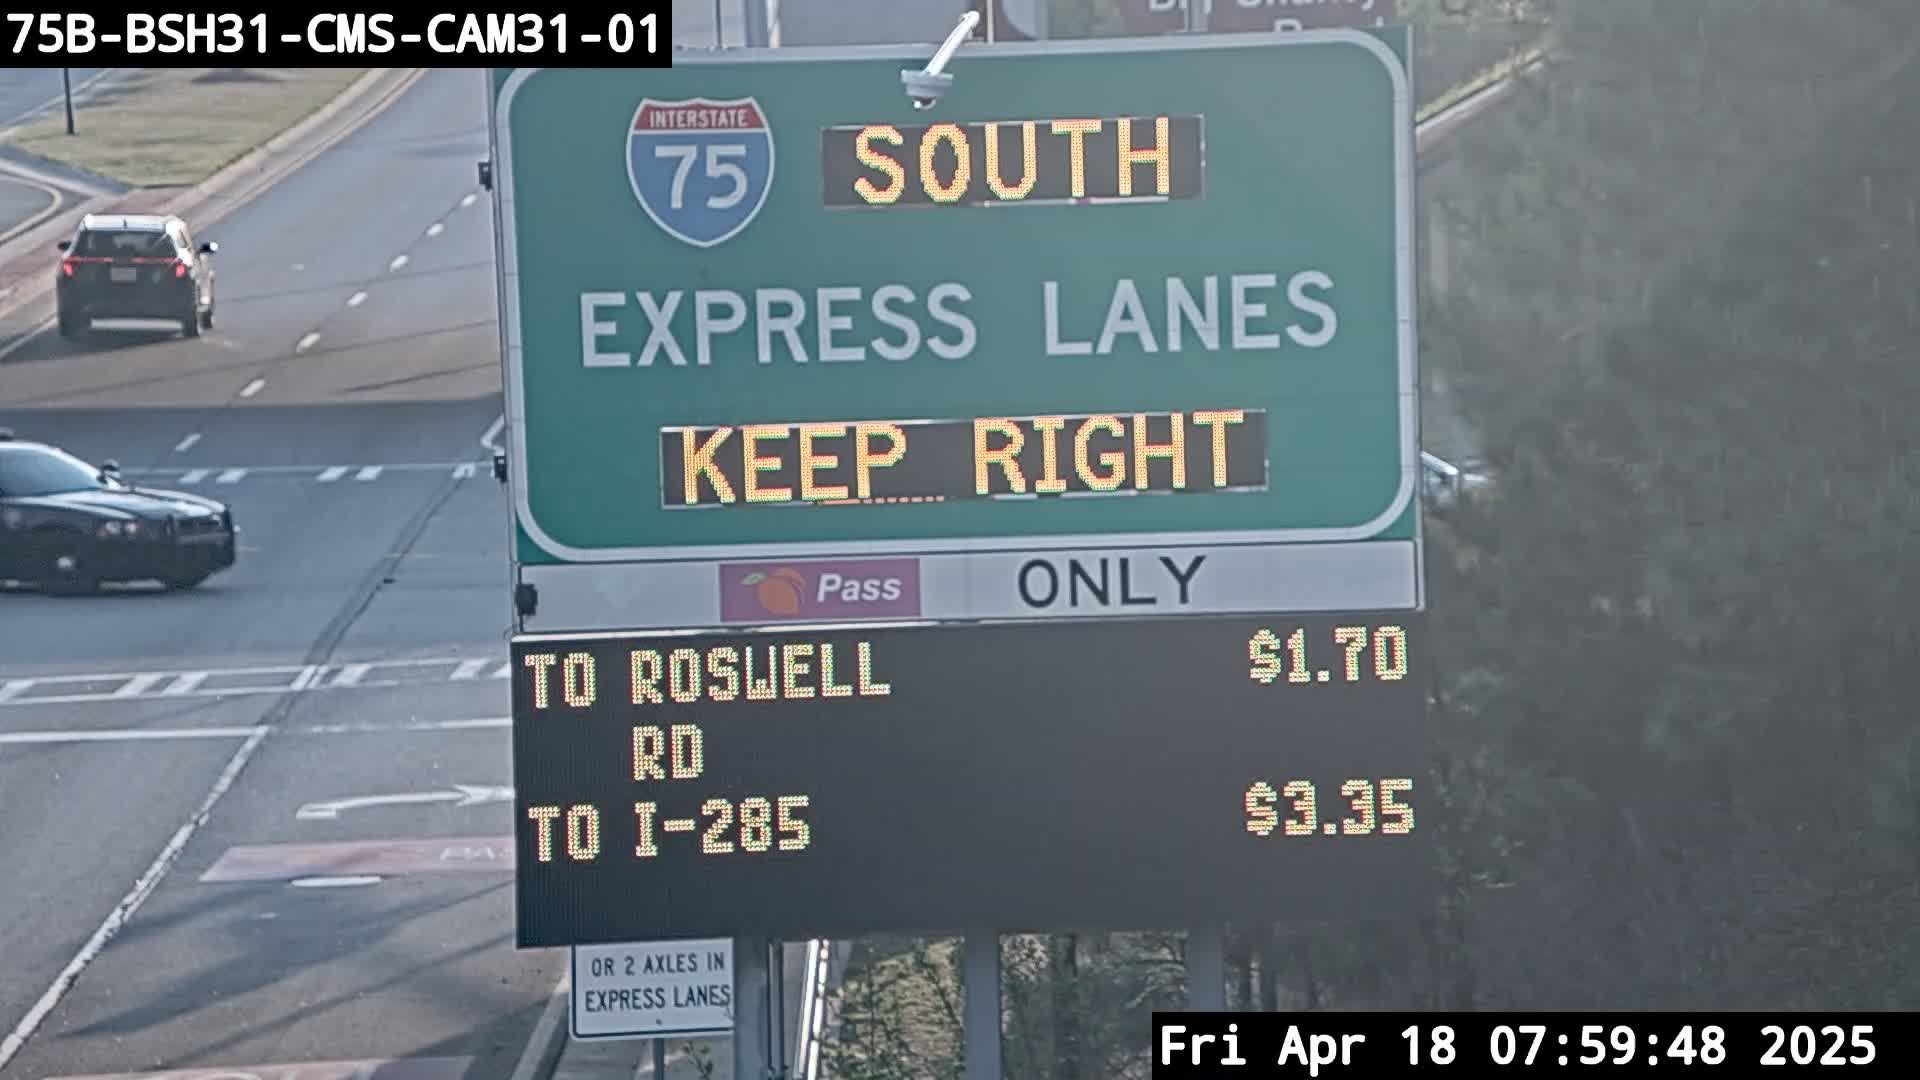 75B-BSH31-CMS-CAM31-01
INTERSTATE
75
SOUTH
EXPRESS LANES
KEEP RIGHT
Pass
ONLY
TO ROSWELL $1.70
RD
TO I-285 $3.35
OR 2 AXLES IN
EXPRESS LANES
Fri Apr 18 07:59:48 2025